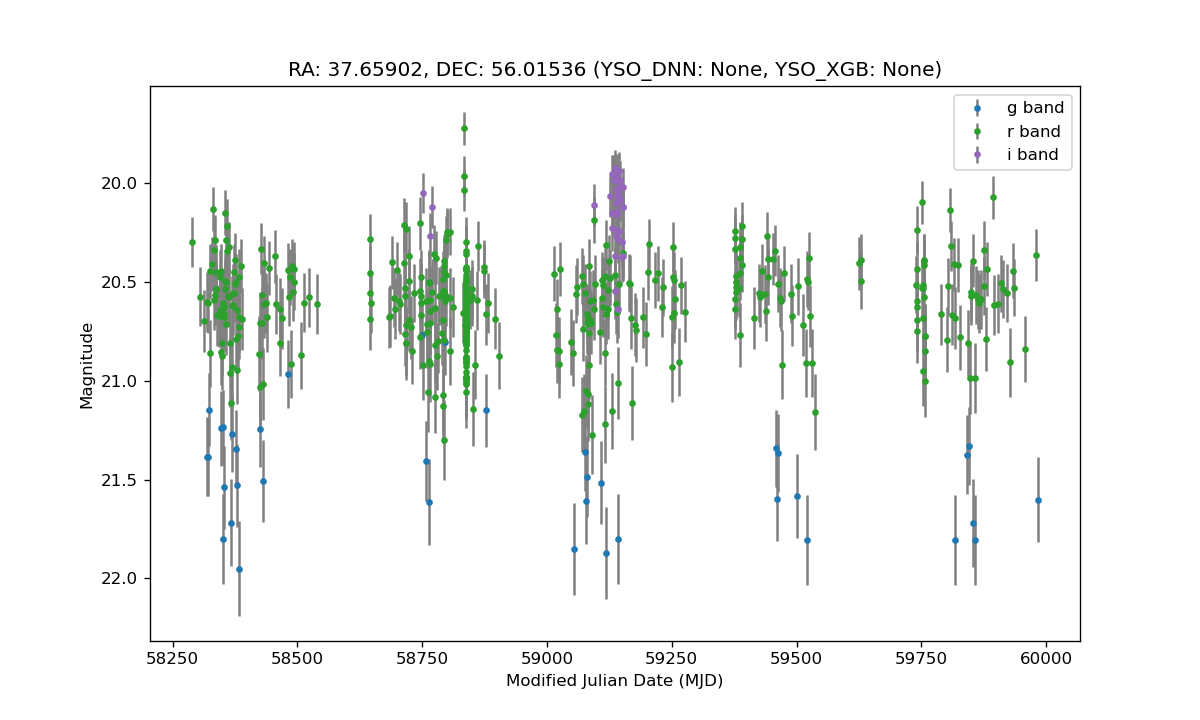 RA: 37.65902, DEC: 56.01536 (YSO_DNN: None, YSO_XGB: None)
g band
r band
i band
Magnitude
20.0
20.5
21.0
21.5
22.0
58250 58500 58750 59000 59250 59500 59750 60000
Modified Julian Date (MJD)